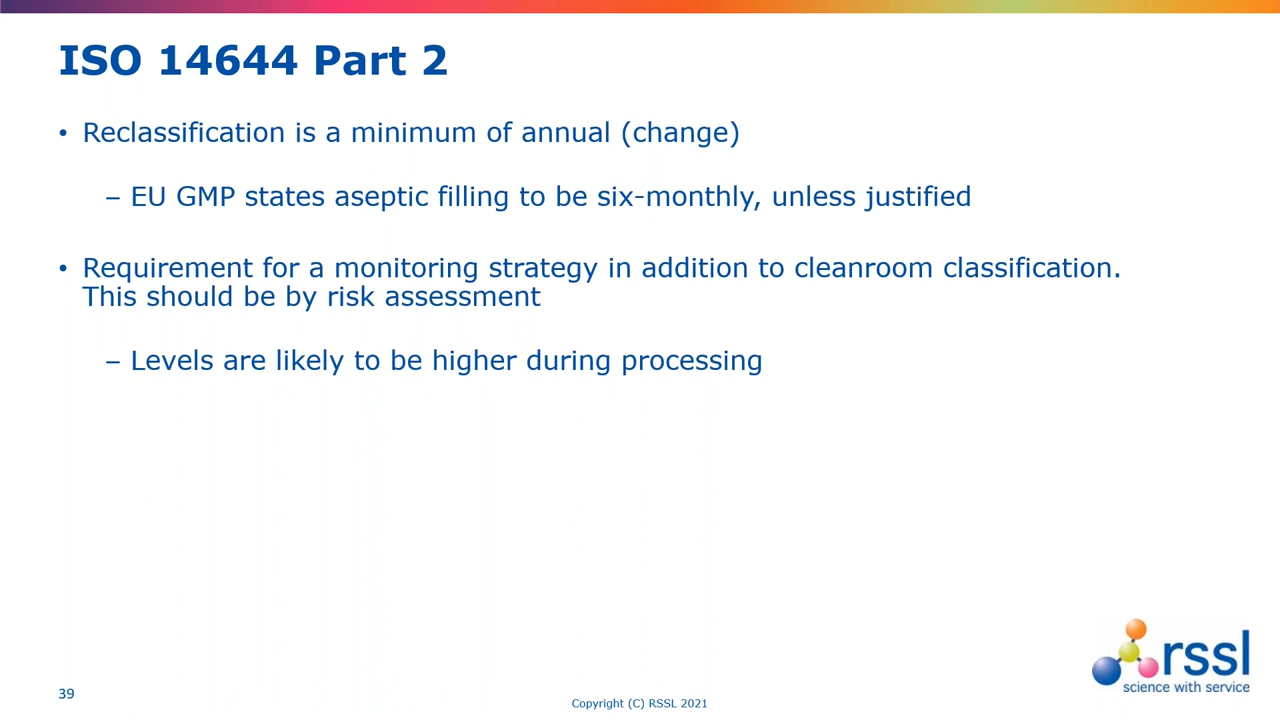 ISO 14644 Part 2
• Reclassification is a minimum of annual (change)
– EU GMP states aseptic filling to be six-monthly, unless justified
• Requirement for a monitoring strategy in addition to cleanroom classification.
This should be by risk assessment
– Levels are likely to be higher during processing
rssl
science with service
39
Copyright (C) RSSL 2021